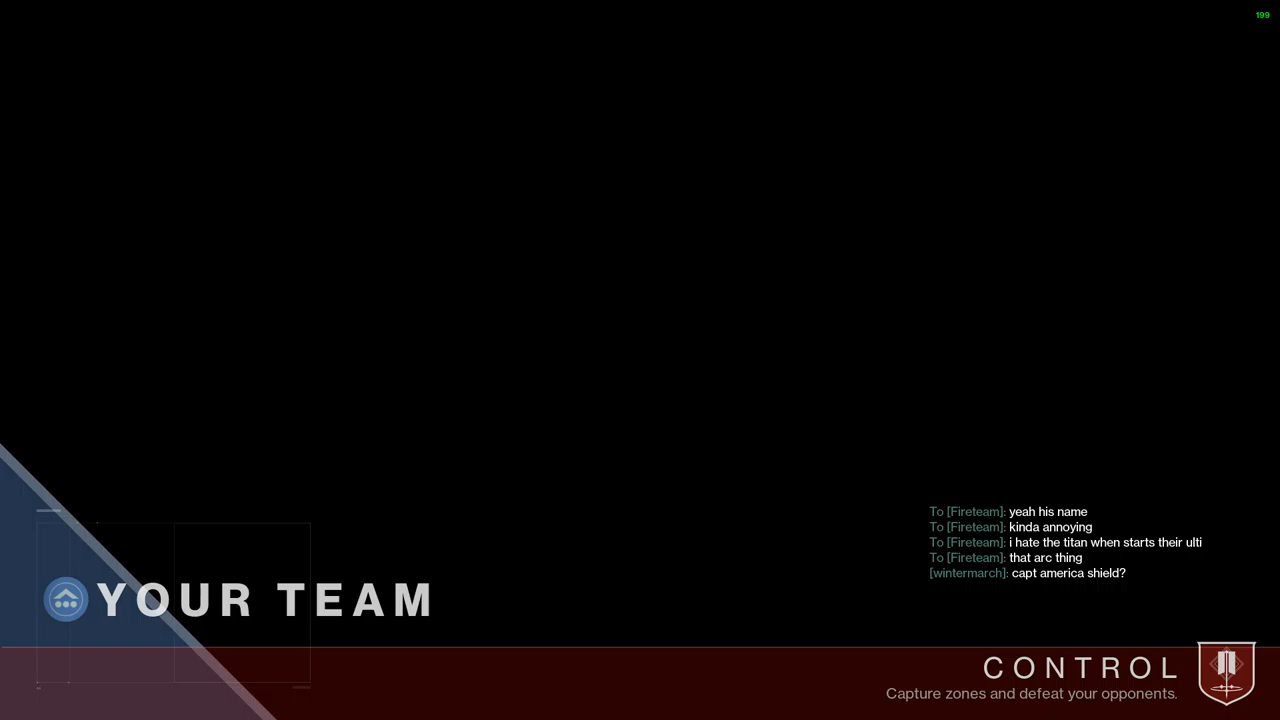 199
To [Fireteam]: yeah his name
To [Fireteam]: kinda annoying
To [Fireteam]: i hate the titan when starts their ulti
To [Fireteam]: that arc thing
[wintermarch]: capt america shield?
YOUR TEAM
CONTROL
Capture zones and defeat your opponents.